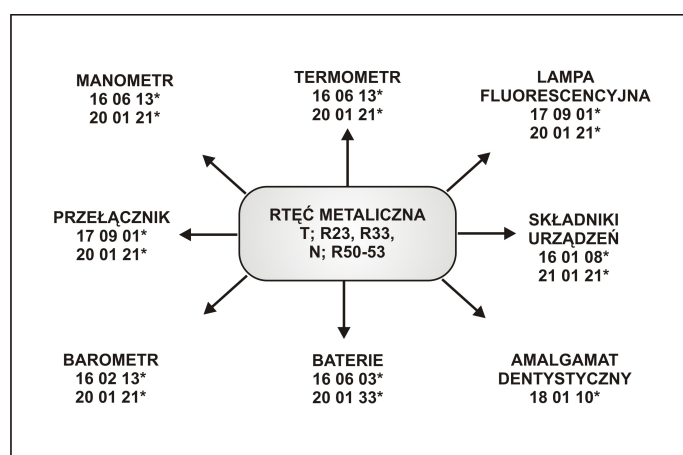 MANOMETR
16 06 13*
20 01 21*
TERMOMETR
16 06 13*
20 01 21*
LAMPA
FLUORESCENCYJNA
17 09 01*
20 01 21*
PRZEŁĄCZNIK
17 09 01*
20 01 21*
RTĘĆ METALICZNA
T; R23, R33,
N; R50-53
SKŁADNIKI
URZĄDZEŃ
16 01 08*
21 01 21*
BAROMETR
16 02 13*
20 01 21*
BATERIE
16 06 03*
20 01 33*
AMALGAMAT
DENTYSTYCZNY
18 01 10*